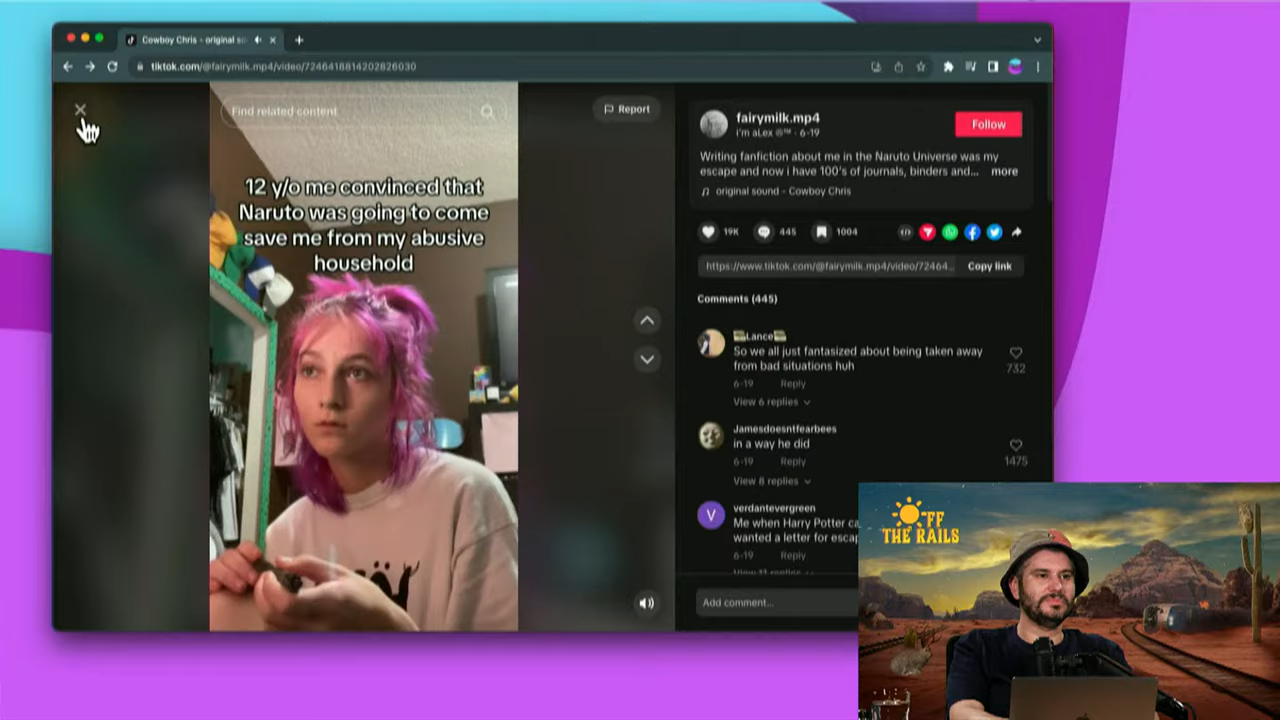 Cowboy Chris - original so
tiktok.com/@fairymilk.mp4/video/7246418814202826030
Find related content
Report
12 y/o me convinced that
Naruto was going to come
save me from my abusive
household
fairymilk.mp4
i'm aLex ®™ · 6-19
Follow
Writing fanfiction about me in the Naruto Universe was my
escape and now i have 100's of journals, binders and... more
original sound - Cowboy Chris
19K
445
1004
https://www.tiktok.com/@fairymilk.mp4/video/72464...
Copy link
Comments (445)
Lance
So we all just fantasized about being taken away
from bad situations huh
732
6-19 Reply
View 6 replies
Jamesdoesntfearbees
in a way he did
1475
6-19 Reply
View 8 replies
V
verdantevergreen
Me when Harry Potter ca
wanted a letter for escap
6-19 Reply
View 11 replies
Add comment...
OFF
THE RAILS